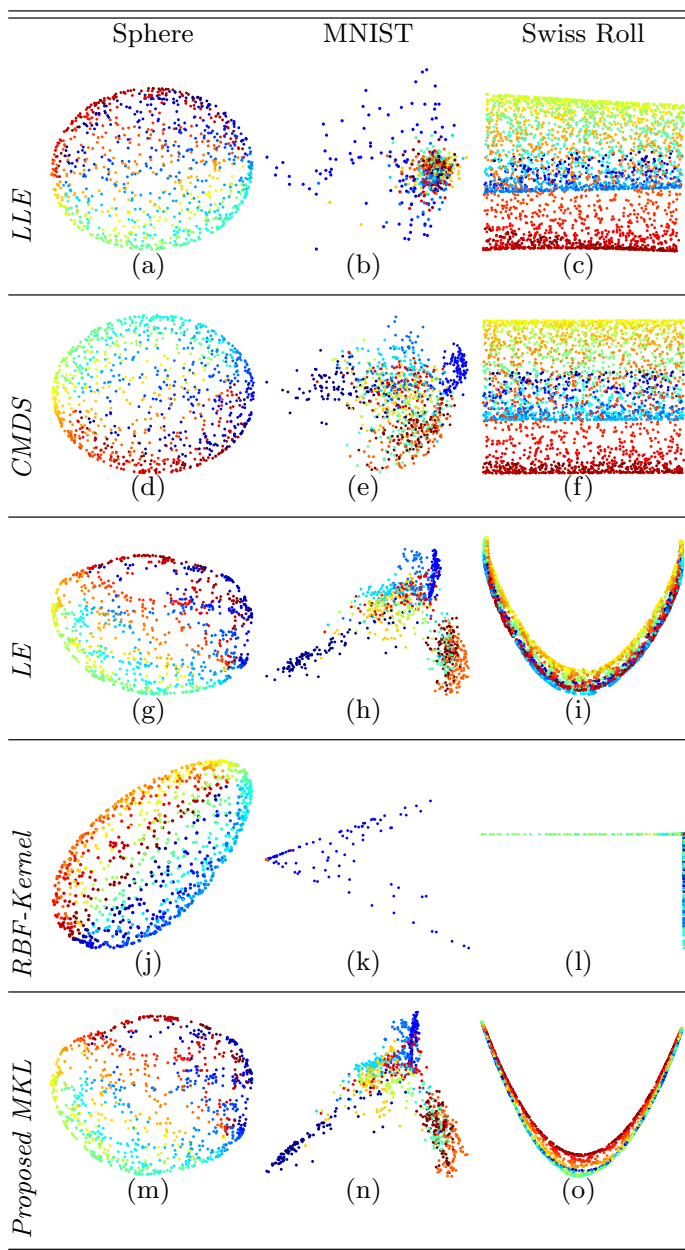 Sphere MNIST Swiss Roll
LLE
(a) (b) (c)
CMDS
(d) (e) (f)
LE
(g) (h) (i)
RBF-Kernel
(j) (k) (l)
Proposed MKL
(m) (n) (o)